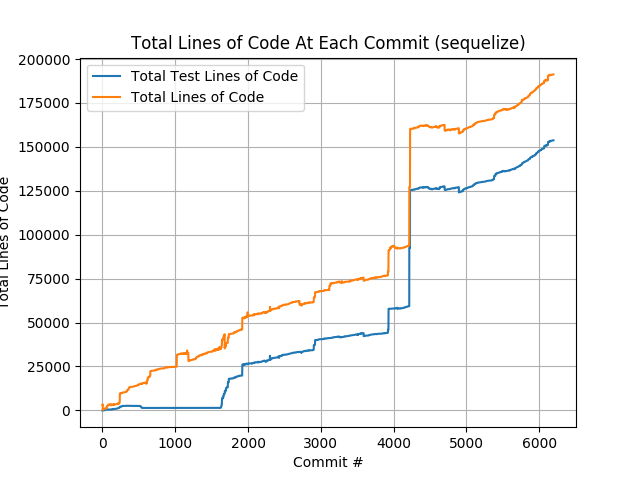 Total Lines of Code At Each Commit (sequelize)
Total Test Lines of Code
Total Lines of Code
200000
175000
150000
125000
100000
75000
50000
25000
0
Total Lines of Code
0 1000 2000 3000 4000 5000 6000
Commit #